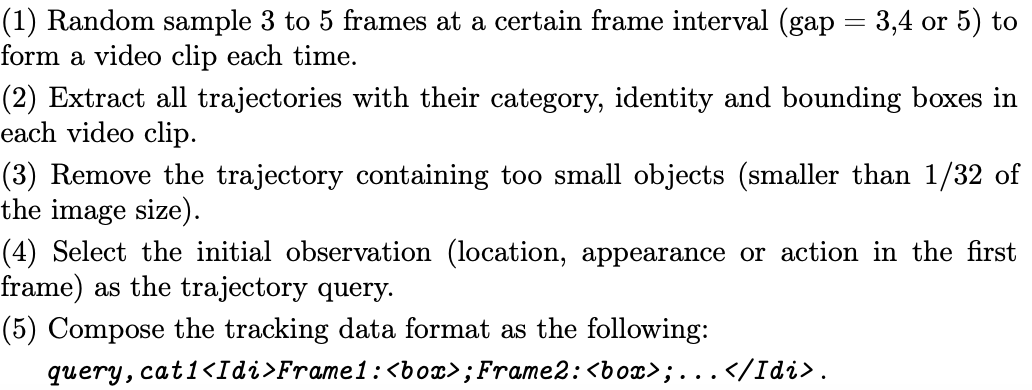 (1) Random sample 3 to 5 frames at a certain frame interval (gap = 3,4 or 5) to
form a video clip each time.
(2) Extract all trajectories with their category, identity and bounding boxes in
each video clip.
(3) Remove the trajectory containing too small objects (smaller than 1/32 of
the image size).
(4) Select the initial observation (location, appearance or action in the first
frame) as the trajectory query.
(5) Compose the tracking data format as the following:
query,cat1<Idi>Frame1:<box>;Frame2:<box>;...</Idi>.